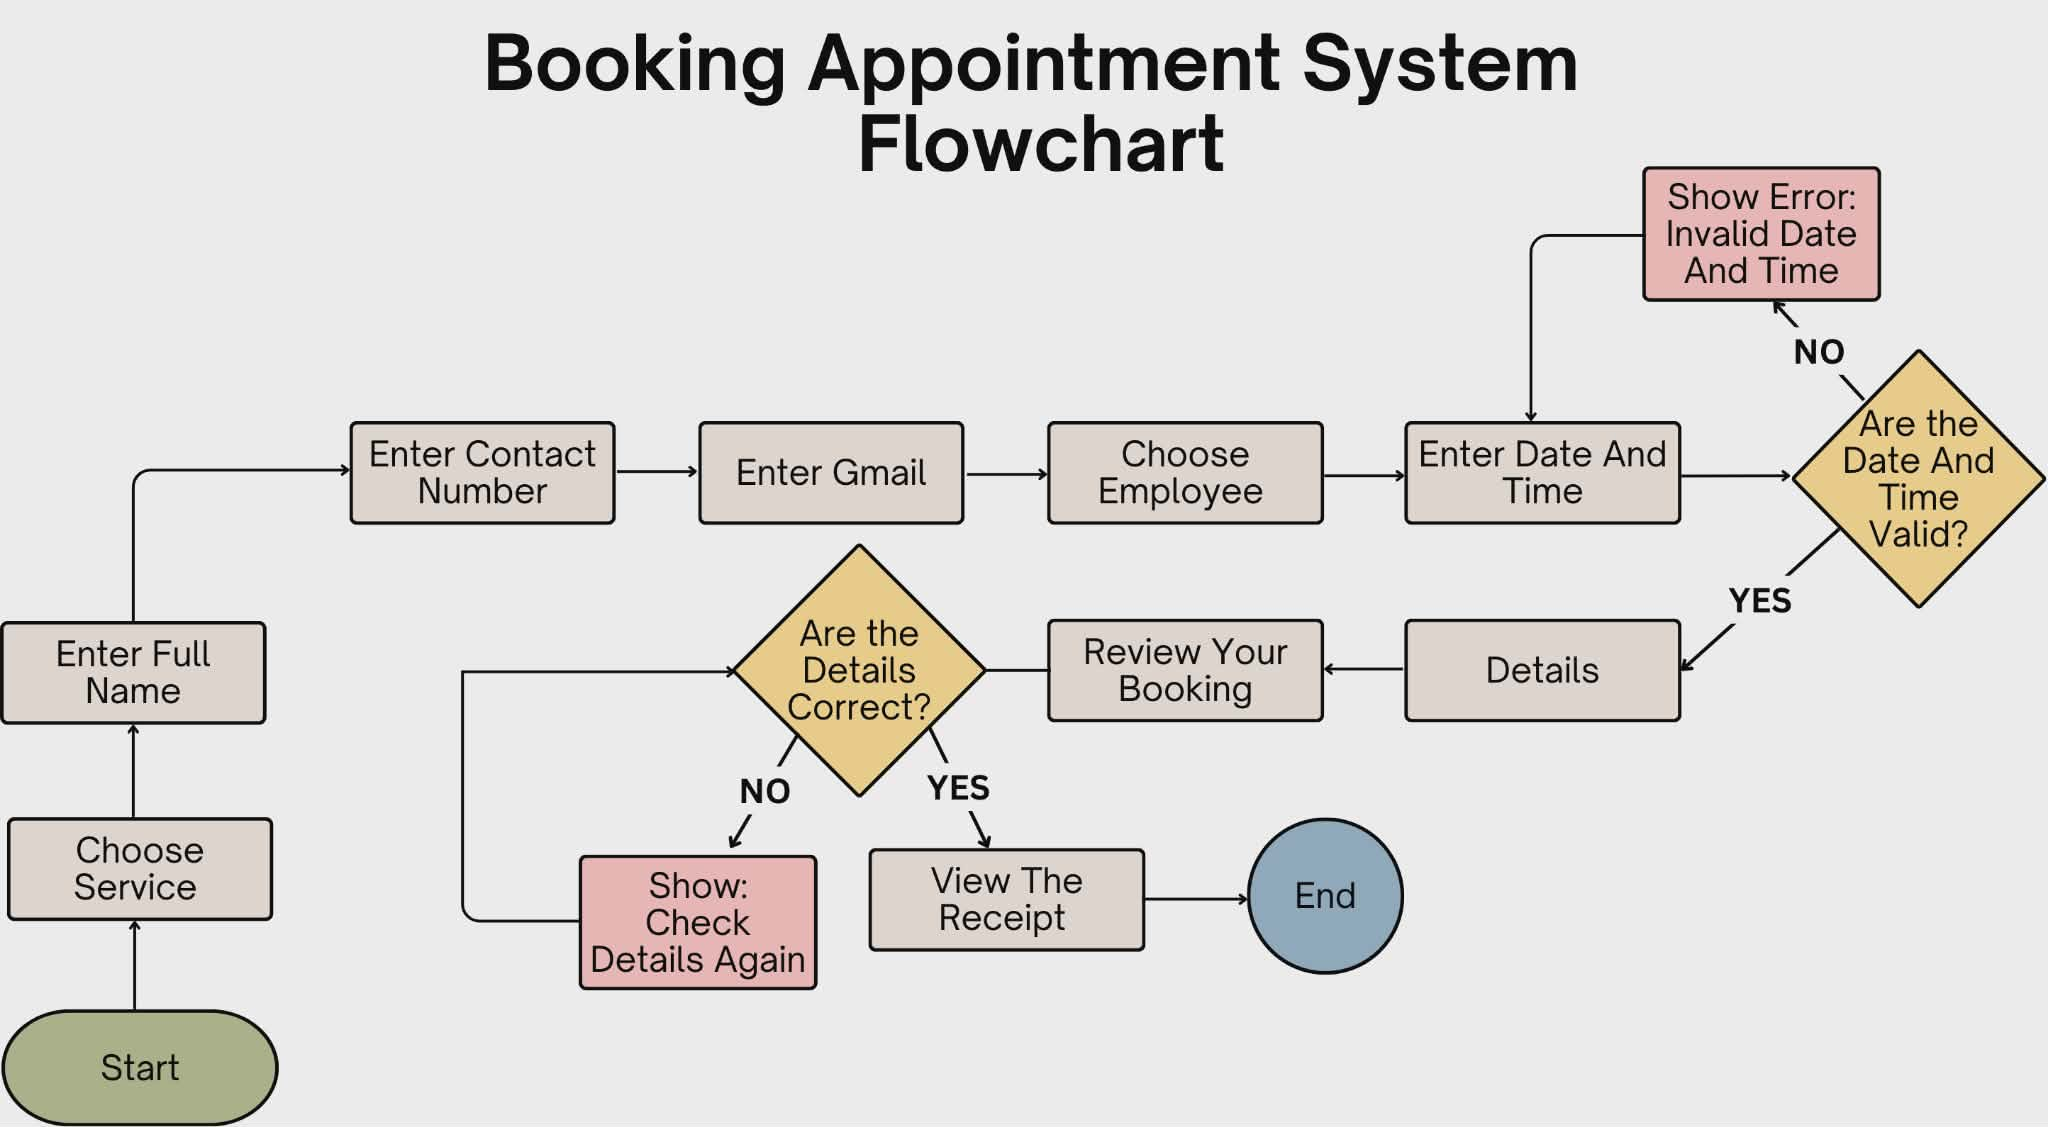 Booking Appointment System
Flowchart
Show Error:
Invalid Date
And Time
NO
Enter Contact
Number
Enter Gmail
Choose
Employee
Enter Date And
Time
Are the
Date And
Time
Valid?
YES
Enter Full
Name
Are the
Details
Correct?
Review Your
Booking
Details
NO
YES
Choose
Service
Show:
Check
Details Again
View The
Receipt
End
Start